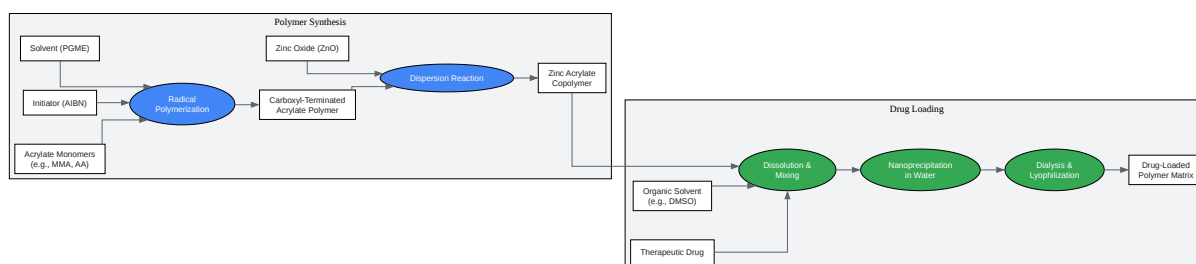 Polymer Synthesis
Solvent (PGME)
Initiator (AIBN)
Acrylate Monomers
(e.g., MMA, AA)
Radical
Polymerization
Zinc Oxide (ZnO)
Carboxyl-Terminated
Acrylate Polymer
Dispersion Reaction
Zinc Acrylate
Copolymer
Drug Loading
Dissolution &
Mixing
Organic Solvent
(e.g., DMSO)
Therapeutic Drug
Nanoprecipitation
in Water
Dialysis &
Lyophilization
Drug-Loaded
Polymer Matrix